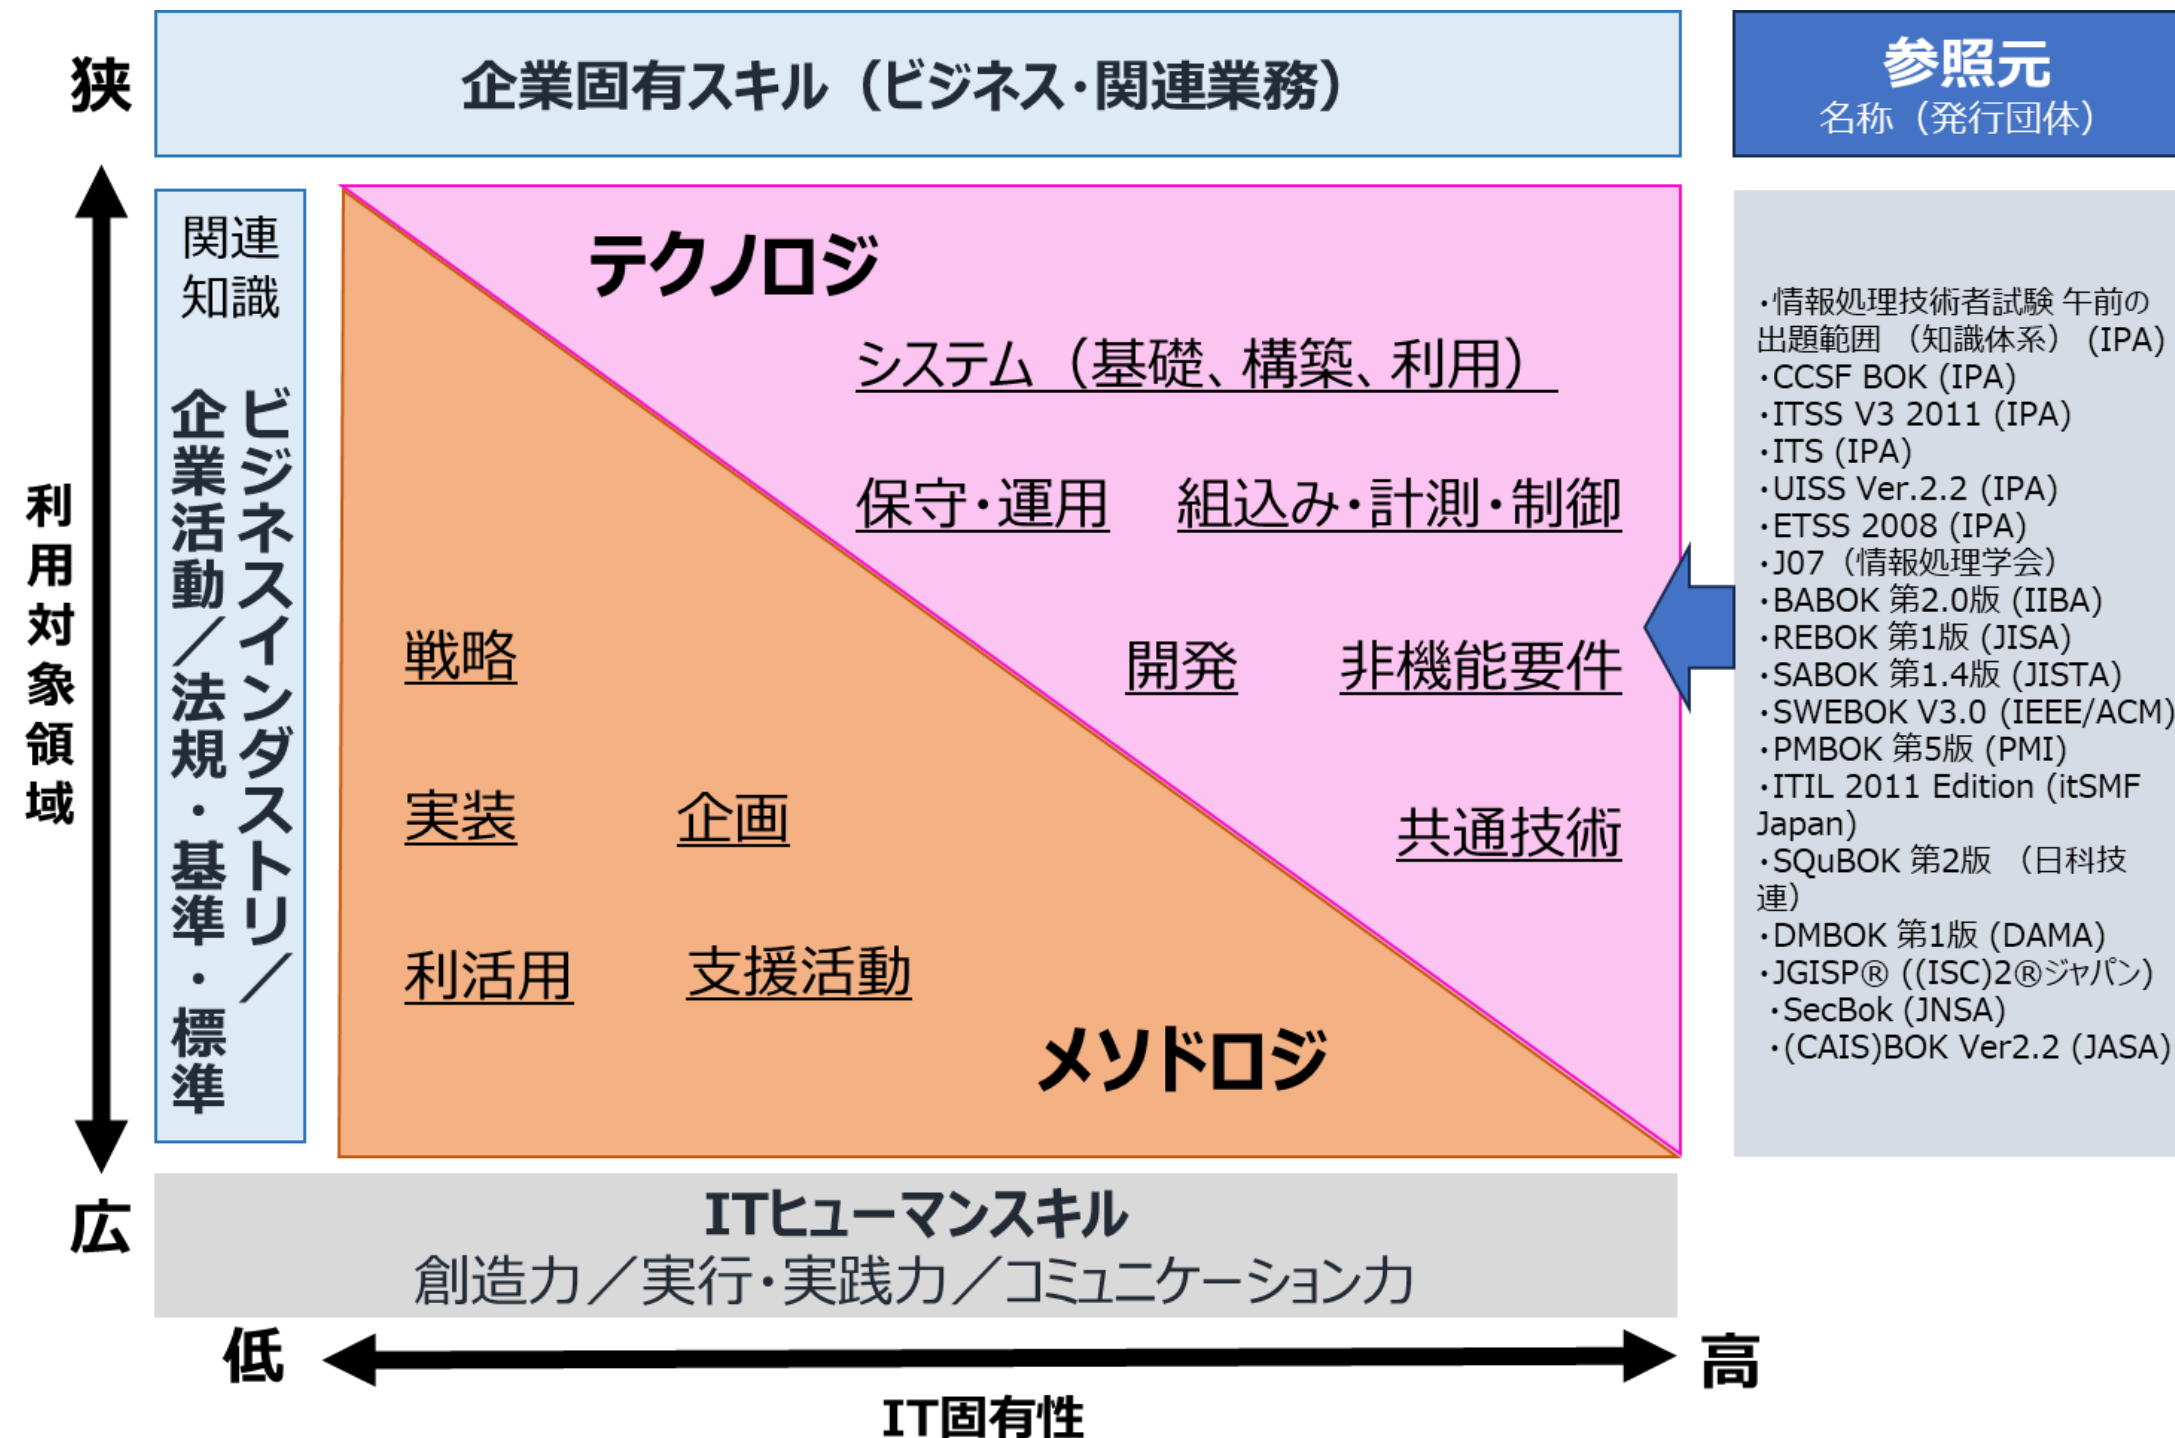 狭
企業固有スキル（ビジネス・関連業務）
参照元
名称（発行団体）
利用対象領域
広
関連
知識
ビジネスインダストリ／
企業活動／法規・基準・標準
テクノロジ
システム（基礎、構築、利用）
保守・運用 組込み・計測・制御
開発 非機能要件
共通技術
戦略
実装 企画
利活用 支援活動
メソドロジ
・情報処理技術者試験 午前の
出題範囲 （知識体系） (IPA)
・CCSF BOK (IPA)
・ITSS V3 2011 (IPA)
・ITS (IPA)
・UISS Ver.2.2 (IPA)
・ETSS 2008 (IPA)
・J07（情報処理学会）
・BABOK 第2.0版 (IIBA)
・REBOK 第1版 (JISA)
・SABOK 第1.4版 (JISTA)
・SWEBOK V3.0 (IEEE/ACM)
・PMBOK 第5版 (PMI)
・ITIL 2011 Edition (itSMF
Japan)
・SQuBOK 第2版 （日科技
連）
・DMBOK 第1版 (DAMA)
・JGISP® ((ISC)2®ジャパン)
・SecBok (JNSA)
・(CAIS)BOK Ver2.2 (JASA)
ITヒューマンスキル
創造力／実行・実践力／コミュニケーション力
低
高
IT固有性